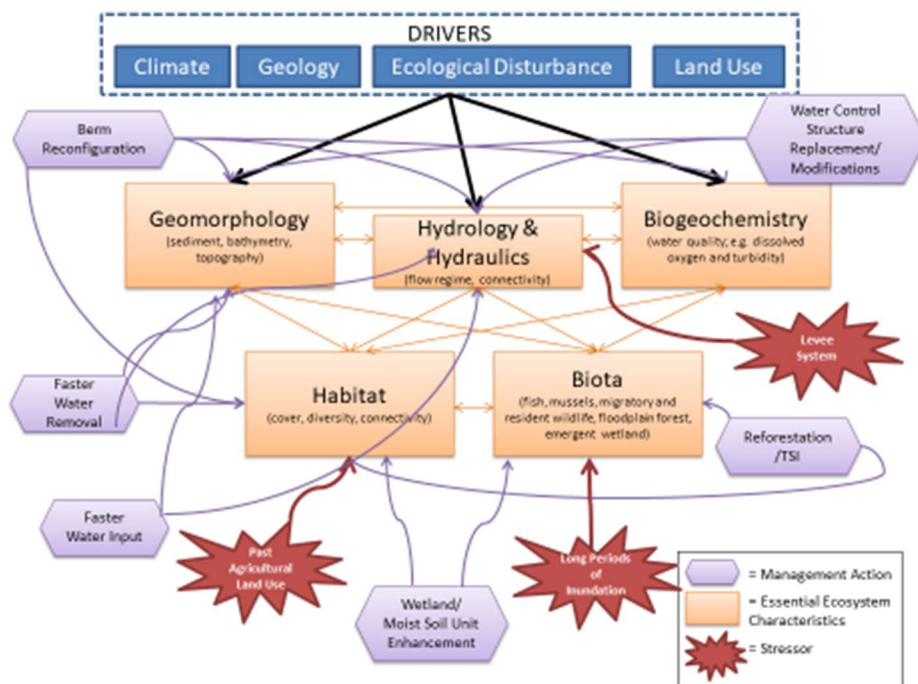 DRIVERS
Climate
Geology
Ecological Disturbance
Land Use
Berm
Reconfiguration
Water Control
Structure
Replacement/
Modifications
Geomorphology
(sediment, bathymetry,
topography)
Hydrology &
Hydraulics
(flow regime, connectivity)
Biogeochemistry
(water quality; e.g. dissolved
oxygen and turbidity)
Levee
System
Faster
Water
Removal
Habitat
(cover, diversity, connectivity)
Biota
(fish, mussels, migratory and
resident wildlife, floodplain forest,
emergent wetland)
Reforestation
/TSI
Faster
Water Input
Past
Agricultural
Land Use
Wetland/
Moist Soil Unit
Enhancement
Long Periods
of
Inundation
= Management Action
= Essential Ecosystem
Characteristics
= Stressor